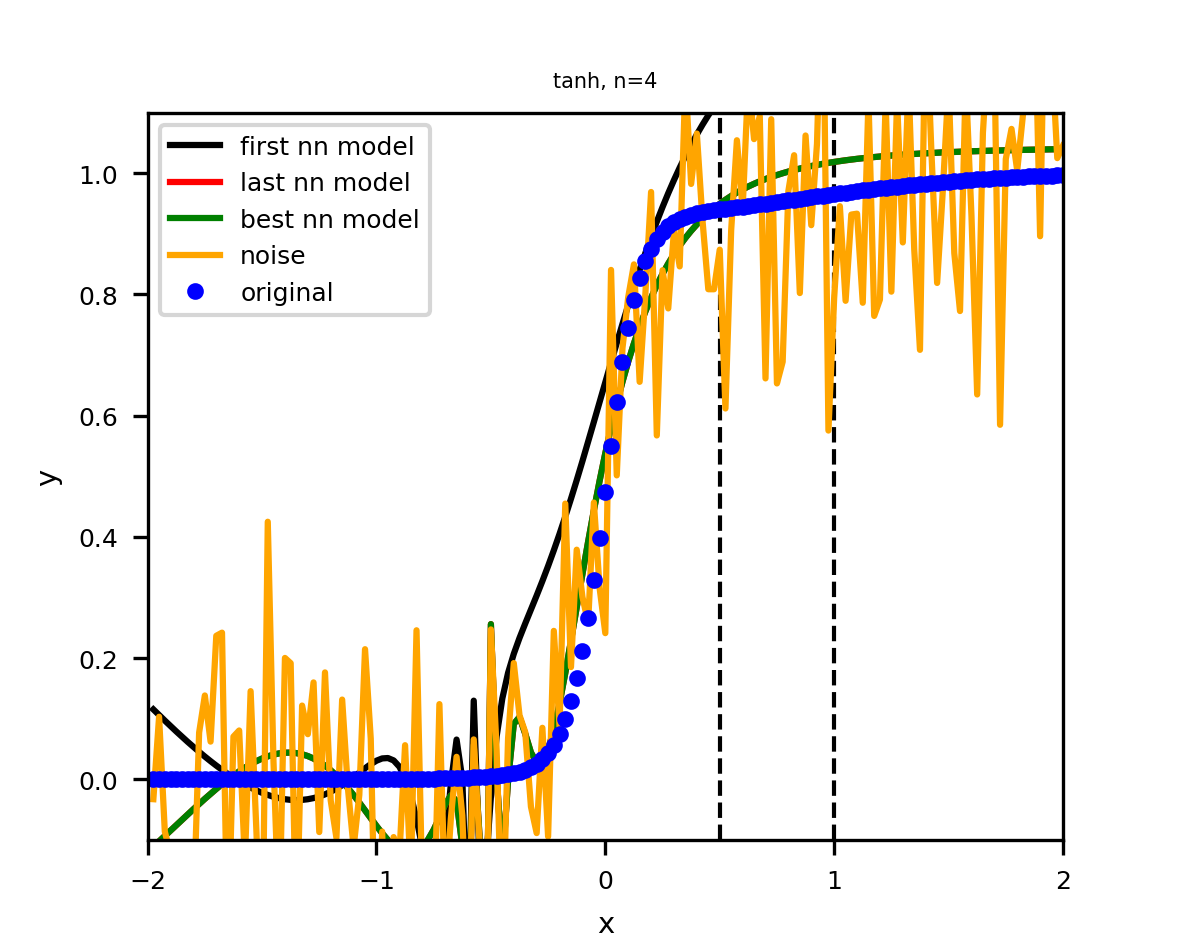 tanh, n=4
first nn model
last nn model
best nn model
noise
original
1.0
0.8
0.6
0.4
0.2
0.0
y
−2
−1
0
1
2
x